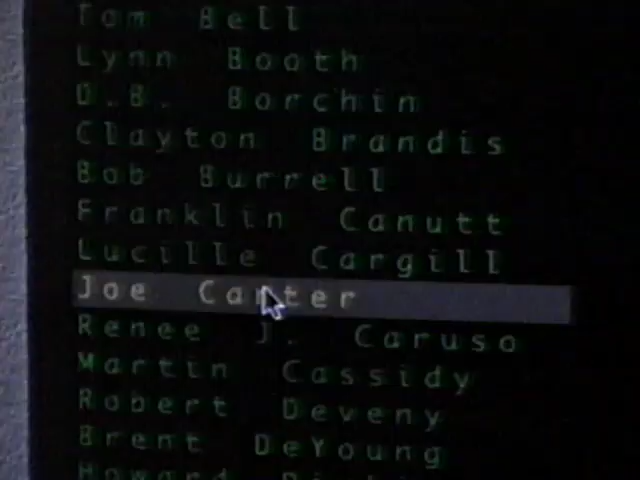 Tom Bell
Lynn Booth
D.B. Borchin
Clayton Brandis
Bob Burrell
Franklin Canutt
Lucille Cargill
Joe Carter
Renee J. Caruso
Martin Cassidy
Robert Deveny
Brent DeYoung
Howard